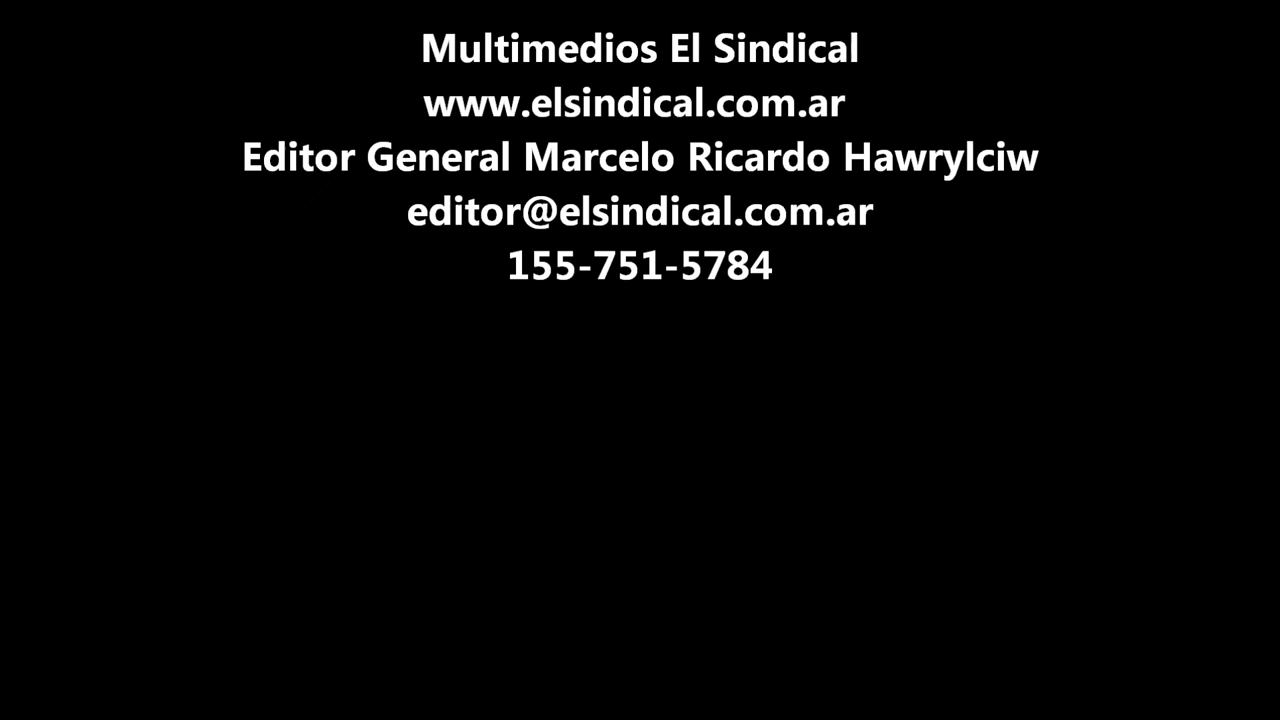 Multimedios El Sindical
www.elsindical.com.ar
Editor General Marcelo Ricardo Hawrylciw
editor@elsindical.com.ar
155-751-5784